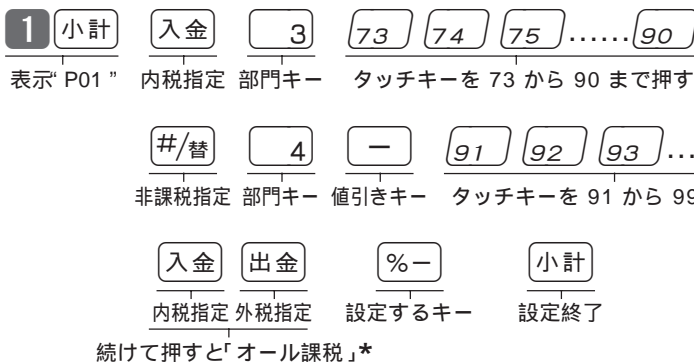 1 小計 入金 3 73 74 75 ......90
表示“P01” 内税指定 部門キー タッチキーを 73 から 90 まで押す
#/替 4 − 91 92 93 ...
非課税指定 部門キー 値引きキー タッチキーを 91 から 99
入金 出金 %− 小計
内税指定 外税指定 設定するキー 設定終了
続けて押すと「オール課税」*